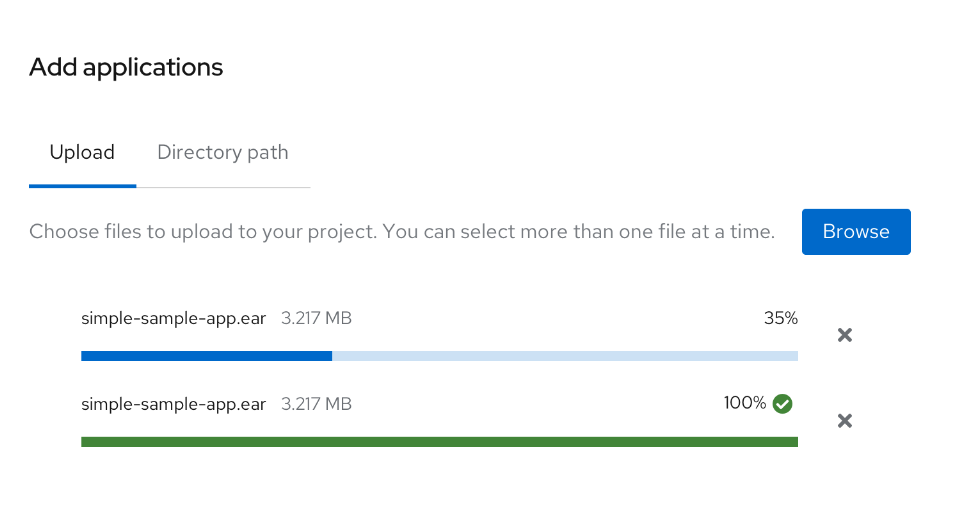 Add applications
Upload Directory path
Choose files to upload to your project. You can select more than one file at a time. Browse
simple-sample-app.ear 3.217 MB 35%
simple-sample-app.ear 3.217 MB 100%